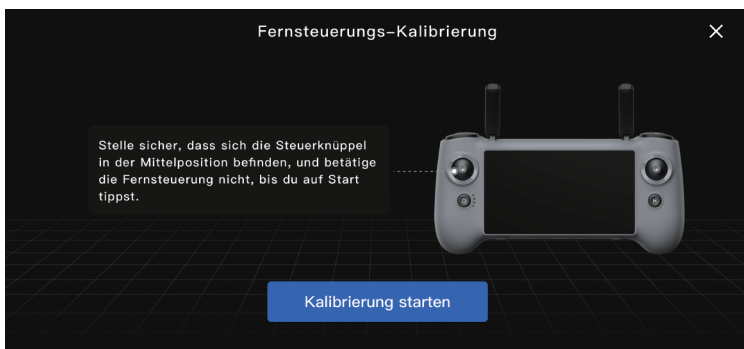 Fernsteuerungs-Kalibrierung
Stelle sicher, dass sich die Steuerknüppel
in der Mittelposition befinden, und betätige
die Fernsteuerung nicht, bis du auf Start
tippst.
Kalibrierung starten